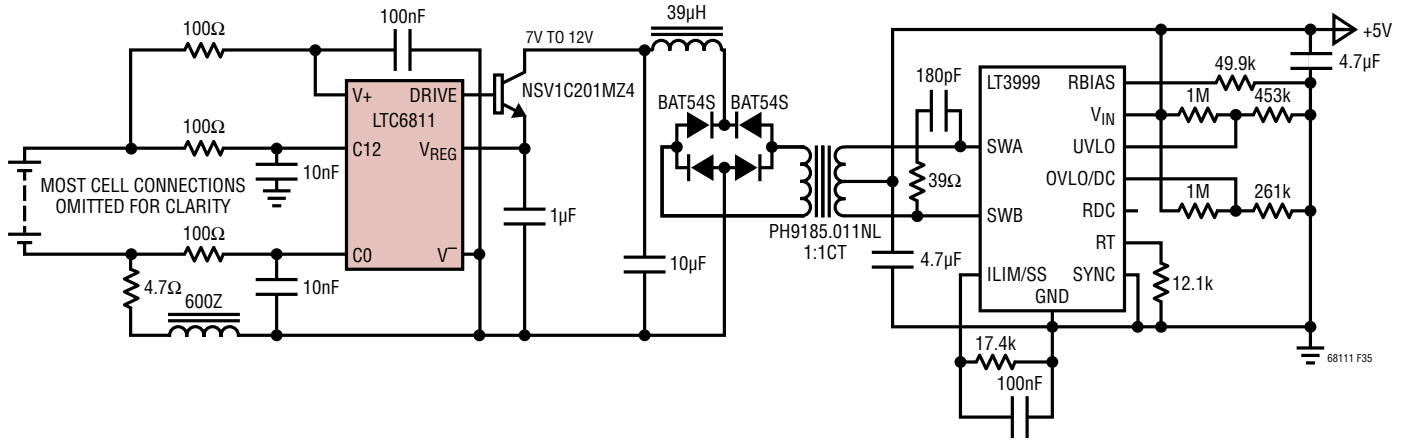 100Ω
100nF
V+
DRIVE
LTC6811
100Ω
C12
VREG
10nF
MOST CELL CONNECTIONS
OMITTED FOR CLARITY
100Ω
C0
V–
4.7Ω
600Z
10nF
7V TO 12V
NSV1C201MZ4
1µF
39µH
BAT54S
BAT54S
10µF
PH9185.011NL
1:1CT
4.7µF
180pF
39Ω
LT3999
RBIAS
VIN
SWA
UVLO
OVLO/DC
SWB
RDC
RT
ILIM/SS
SYNC
GND
49.9k
1M
453k
1M
261k
12.1k
4.7µF
+5V
17.4k
100nF
68111 F35